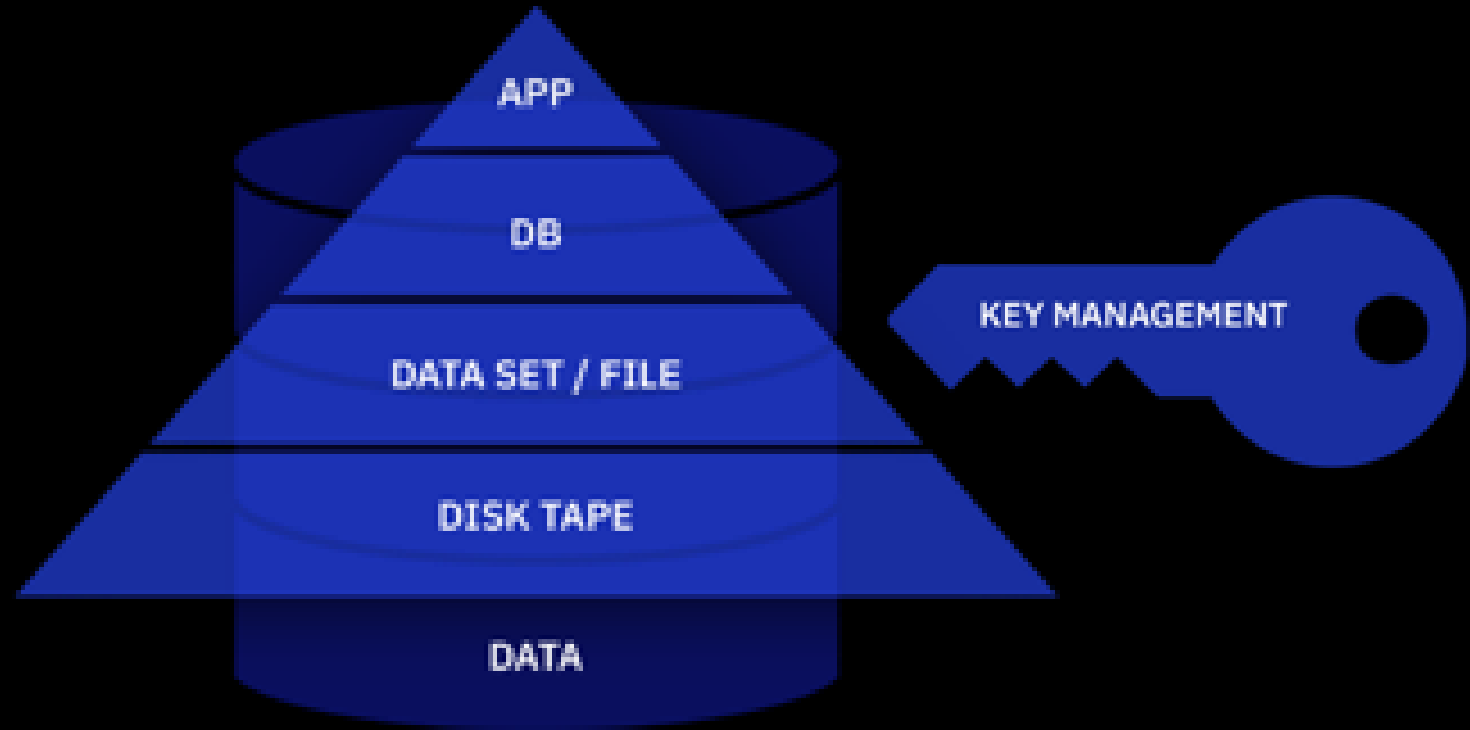 APP
DB
DATA SET / FILE
KEY MANAGEMENT
DISK TAPE
DATA